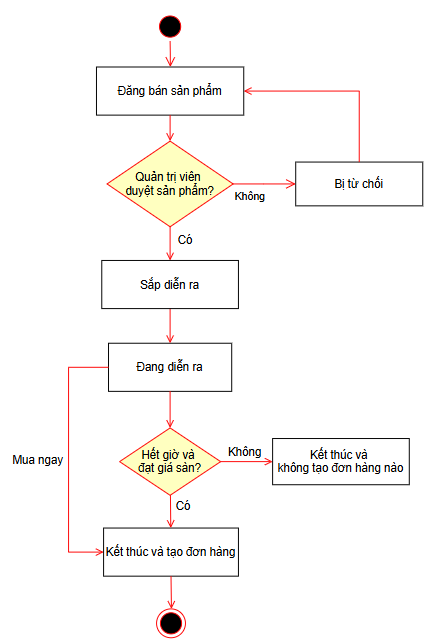 Đăng bán sản phẩm
Quản trị viên
duyệt sản phẩm?
Không
Bị từ chối
Có
Sắp diễn ra
Đang diễn ra
Mua ngay
Hết giờ và
đạt giá sàn?
Không
Kết thúc và
không tạo đơn hàng nào
Có
Kết thúc và tạo đơn hàng